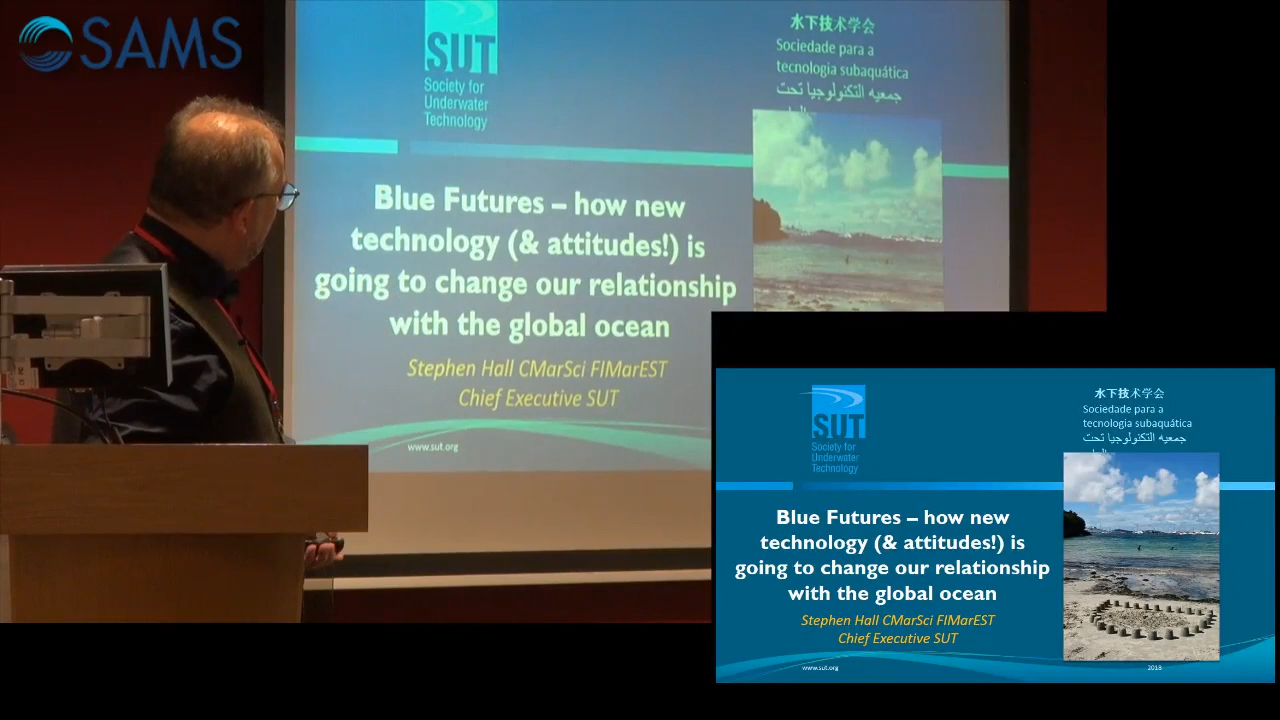 SAMS
SUT
Society for
Underwater
Technology
水下技术学会
Sociedade para a
tecnologia subaquática
جمعيه التكنولوجيا تحت
Blue Futures – how new
technology (& attitudes!) is
going to change our relationship
with the global ocean
Stephen Hall CMarSci FIMarEST
Chief Executive SUT
www.sut.org
SUT
Society for
Underwater
Technology
水下技术学会
Sociedade para a
tecnologia subaquática
جمعيه التكنولوجيا تحت
Blue Futures – how new
technology (& attitudes!) is
going to change our relationship
with the global ocean
Stephen Hall CMarSci FIMarEST
Chief Executive SUT
www.sut.org
2018